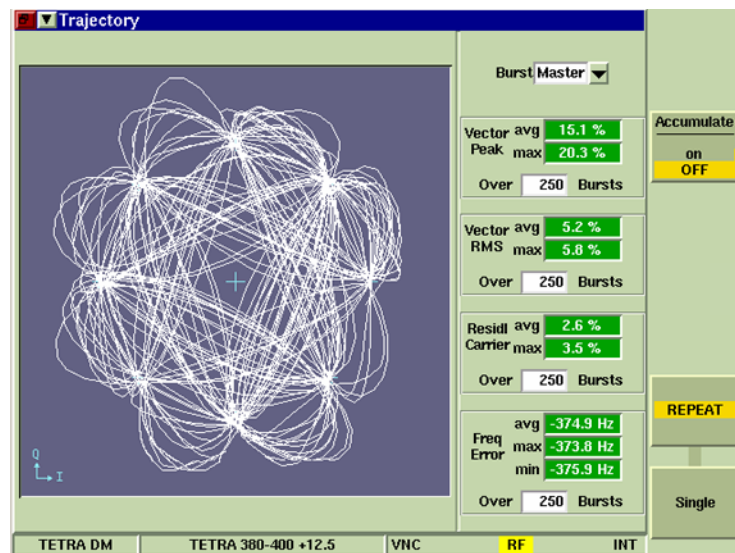 Trajectory
Burst Master
Vector Peak
avg 15.1 %
max 20.3 %
Over 250 Bursts
Vector RMS
avg 5.2 %
max 5.8 %
Over 250 Bursts
Residl Carrier
avg 2.6 %
max 3.5 %
Over 250 Bursts
Freq Error
avg -374.9 Hz
max -373.8 Hz
min -375.9 Hz
Over 250 Bursts
Q
I
Accumulate
on
OFF
REPEAT
Single
TETRA DM
TETRA 380-400 +12.5
VNC
RF
INT